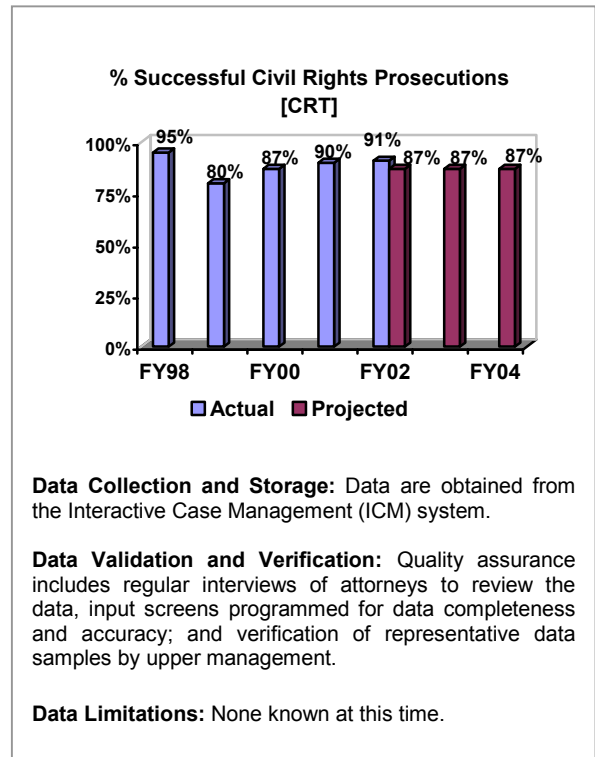 % Successful Civil Rights Prosecutions
[CRT]
95%
80%
87%
90%
91%
87%
87%
87%
100%
75%
50%
25%
0%
FY98 FY00 FY02 FY04
Actual Projected
Data Collection and Storage: Data are obtained from
the Interactive Case Management (ICM) system.
Data Validation and Verification: Quality assurance
includes regular interviews of attorneys to review the
data, input screens programmed for data completeness
and accuracy; and verification of representative data
samples by upper management.
Data Limitations: None known at this time.